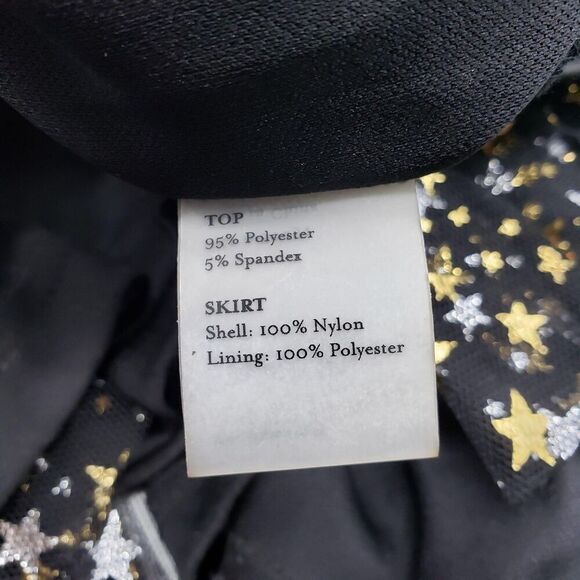 TOP
95% Polyester
5% Spandex
SKIRT
Shell: 100% Nylon
Lining: 100% Polyester